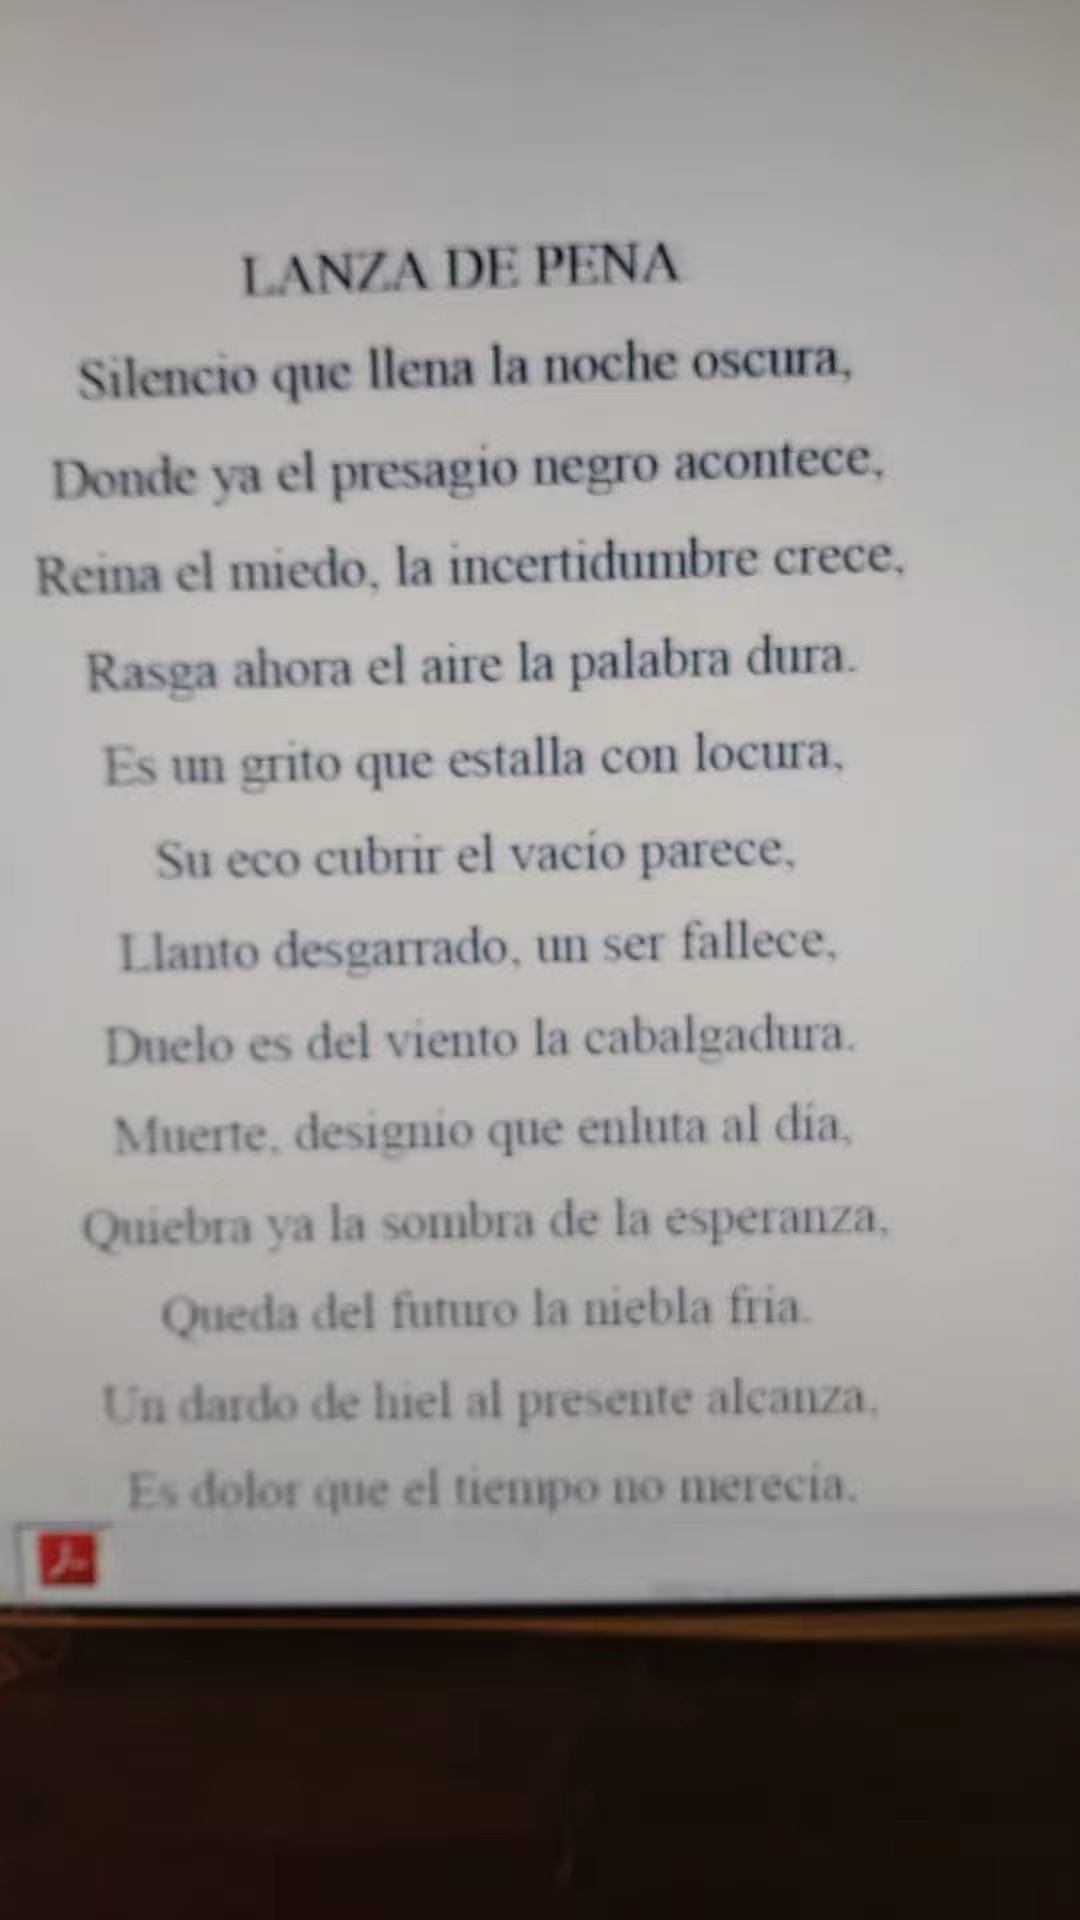 LANZA DE PENA
Silencio que llena la noche oscura,
Donde ya el presagio negro acontece,
Reina el miedo, la incertidumbre crece,
Rasga ahora el aire la palabra dura.
Es un grito que estalla con locura,
Su eco cubrir el vacío parece,
Llanto desgarrado, un ser fallece,
Duelo es del viento la cabalgadura.
Muerte, designio que enluta al día,
Quiebra ya la sombra de la esperanza,
Queda del futuro la niebla fría.
Un dardo de hiel al presente alcanza,
Es dolor que el tiempo no merecía.